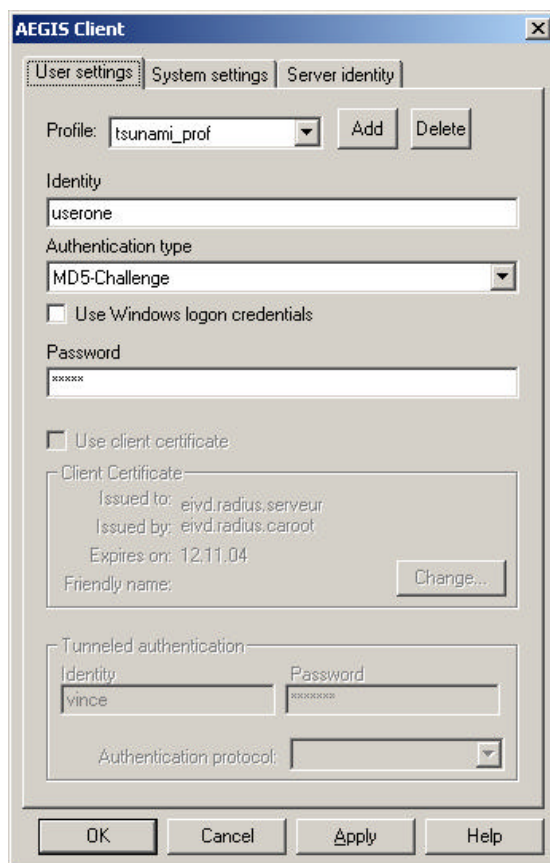 AEGIS Client
User settings System settings Server identity
Profile: tsunami_prof Add Delete
Identity
userone
Authentication type
MD5-Challenge
Use Windows logon credentials
Password
*****
Use client certificate
Client Certificate
Issued to: eivd.radius.serveur
Issued by: eivd.radius.caroot
Expires on: 12.11.04
Friendly name: Change...
Tunneled authentication
Identity Password
vince *******
Authentication protocol:
OK Cancel Apply Help